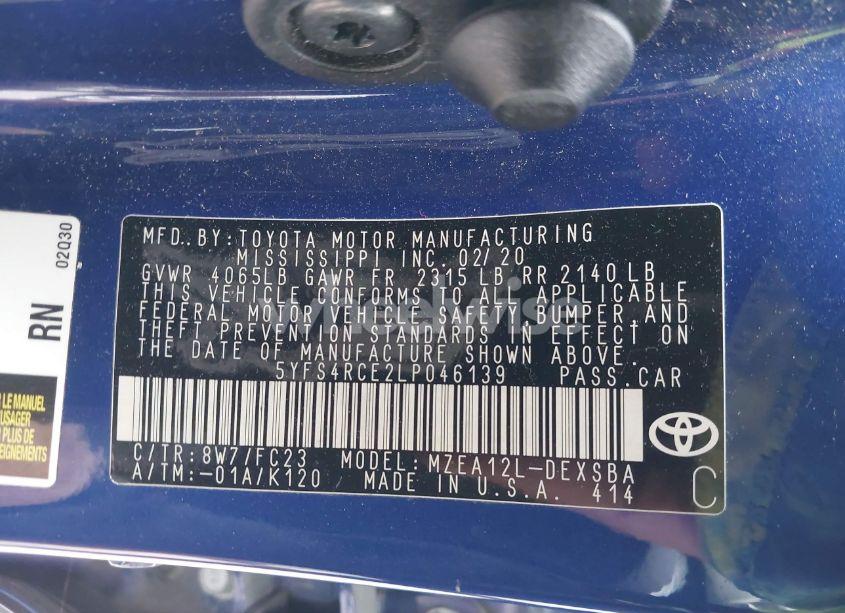 MFD. BY: TOYOTA MOTOR MANUFACTURING
MISSISSIPPI INC. 02/20
GVWR 4065LB GAWR FR 2315 LB RR 2140 LB
THIS VEHICLE CONFORMS TO ALL APPLICABLE
FEDERAL MOTOR VEHICLE SAFETY, BUMPER AND
THEFT PREVENTION STANDARDS IN EFFECT ON
THE DATE OF MANUFACTURE SHOWN ABOVE.
5YFS4RCE2LP046139 PASS.CAR
C/TR: 8W7/FC23 MODEL: MZEA12L-DEXSBA
A/TM:-01A/K120 MADE IN U.S.A. 414
C
02Q30
RN
LE MANUEL
USAGER
PLUS DE
EIGNEMENTS